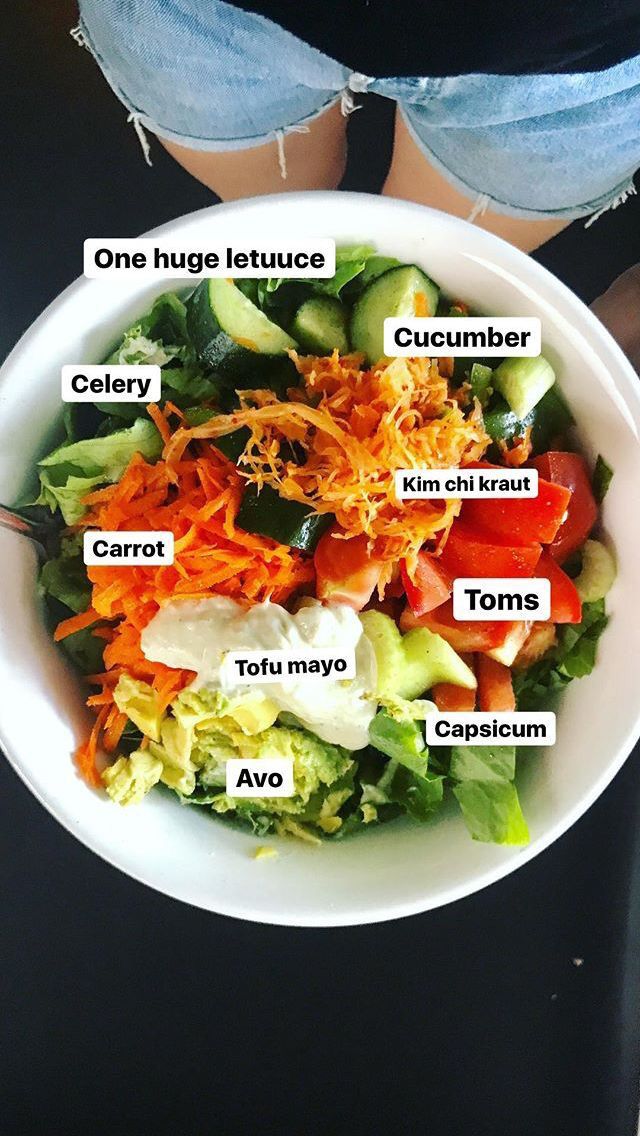 One huge letuuce
Cucumber
Celery
Kim chi kraut
Carrot
Toms
Tofu mayo
Capsicum
Avo